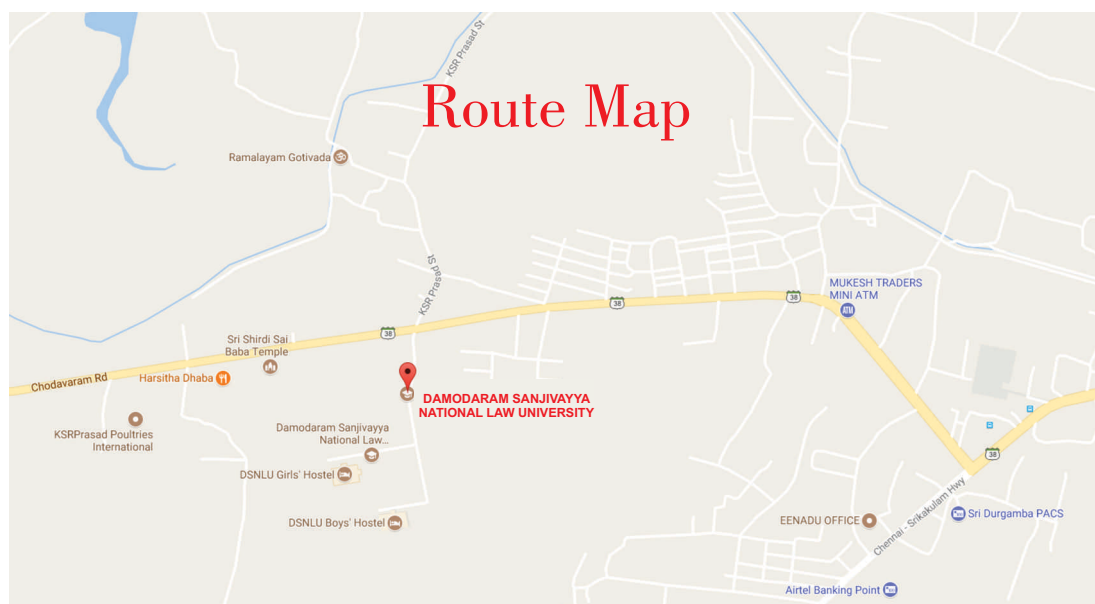 KSR Prasad St
Route Map
Ramalayam Gotivada
KSR Prasad St
MUKESH TRADERS
MINI ATM
ATM
38
38
38
Sri Shirdi Sai
Baba Temple
Chodavaram Rd
Harsitha Dhaba
DAMODARAM SANJIVAYYA
NATIONAL LAW UNIVERSITY
KSRPrasad Poultries
International
Damodaram Sanjivayya
National Law...
38
DSNLU Girls' Hostel
DSNLU Boys' Hostel
EENADU OFFICE
Chennai - Srikakulam Hwy
Sri Durgamba PACS
Airtel Banking Point